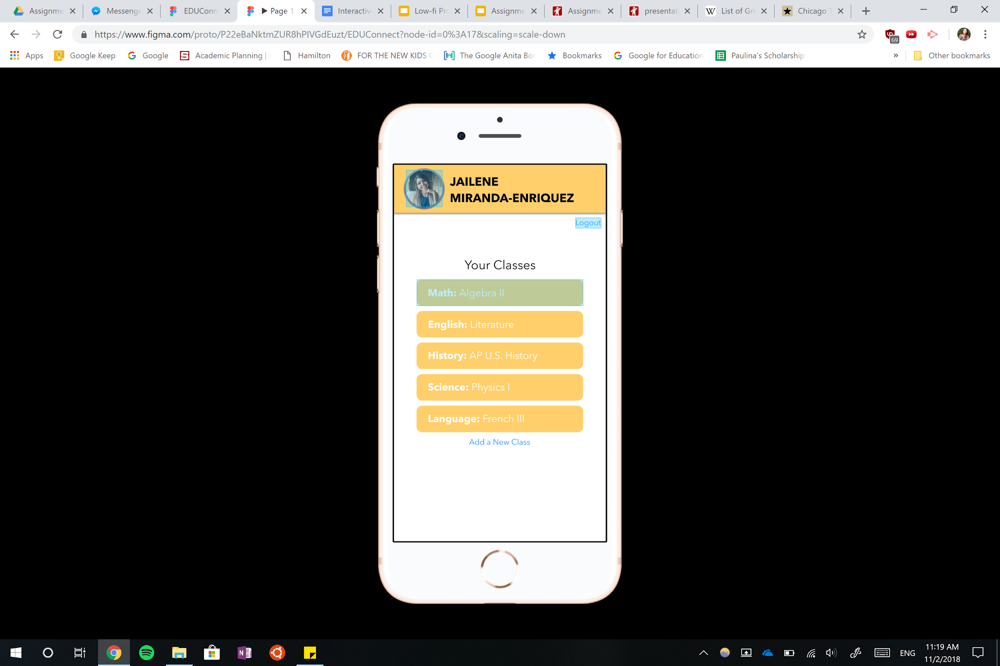 Assignme
Messenge
EDUConn
Page 1
Interactive
Low-fi Pro
Assignme
Assignme
presentat
List of Gre
Chicago T
https://www.figma.com/proto/P22eBaNktmZUR8hPIVGdEuzt/EDUConnect?node-id=0%3A17&scaling=scale-down
69
Apps
Google Keep
Google
Academic Planning |
Hamilton
FOR THE NEW KIDS
The Google Anita Bor
Bookmarks
Google for Education
Paulina's Scholarship
»
Other bookmarks
JAILENE
MIRANDA-ENRIQUEZ
Logout
Your Classes
Math: Algebra II
English: Literature
History: AP U.S. History
Science: Physics I
Language: French III
Add a New Class
ENG
11:19 AM
11/2/2018